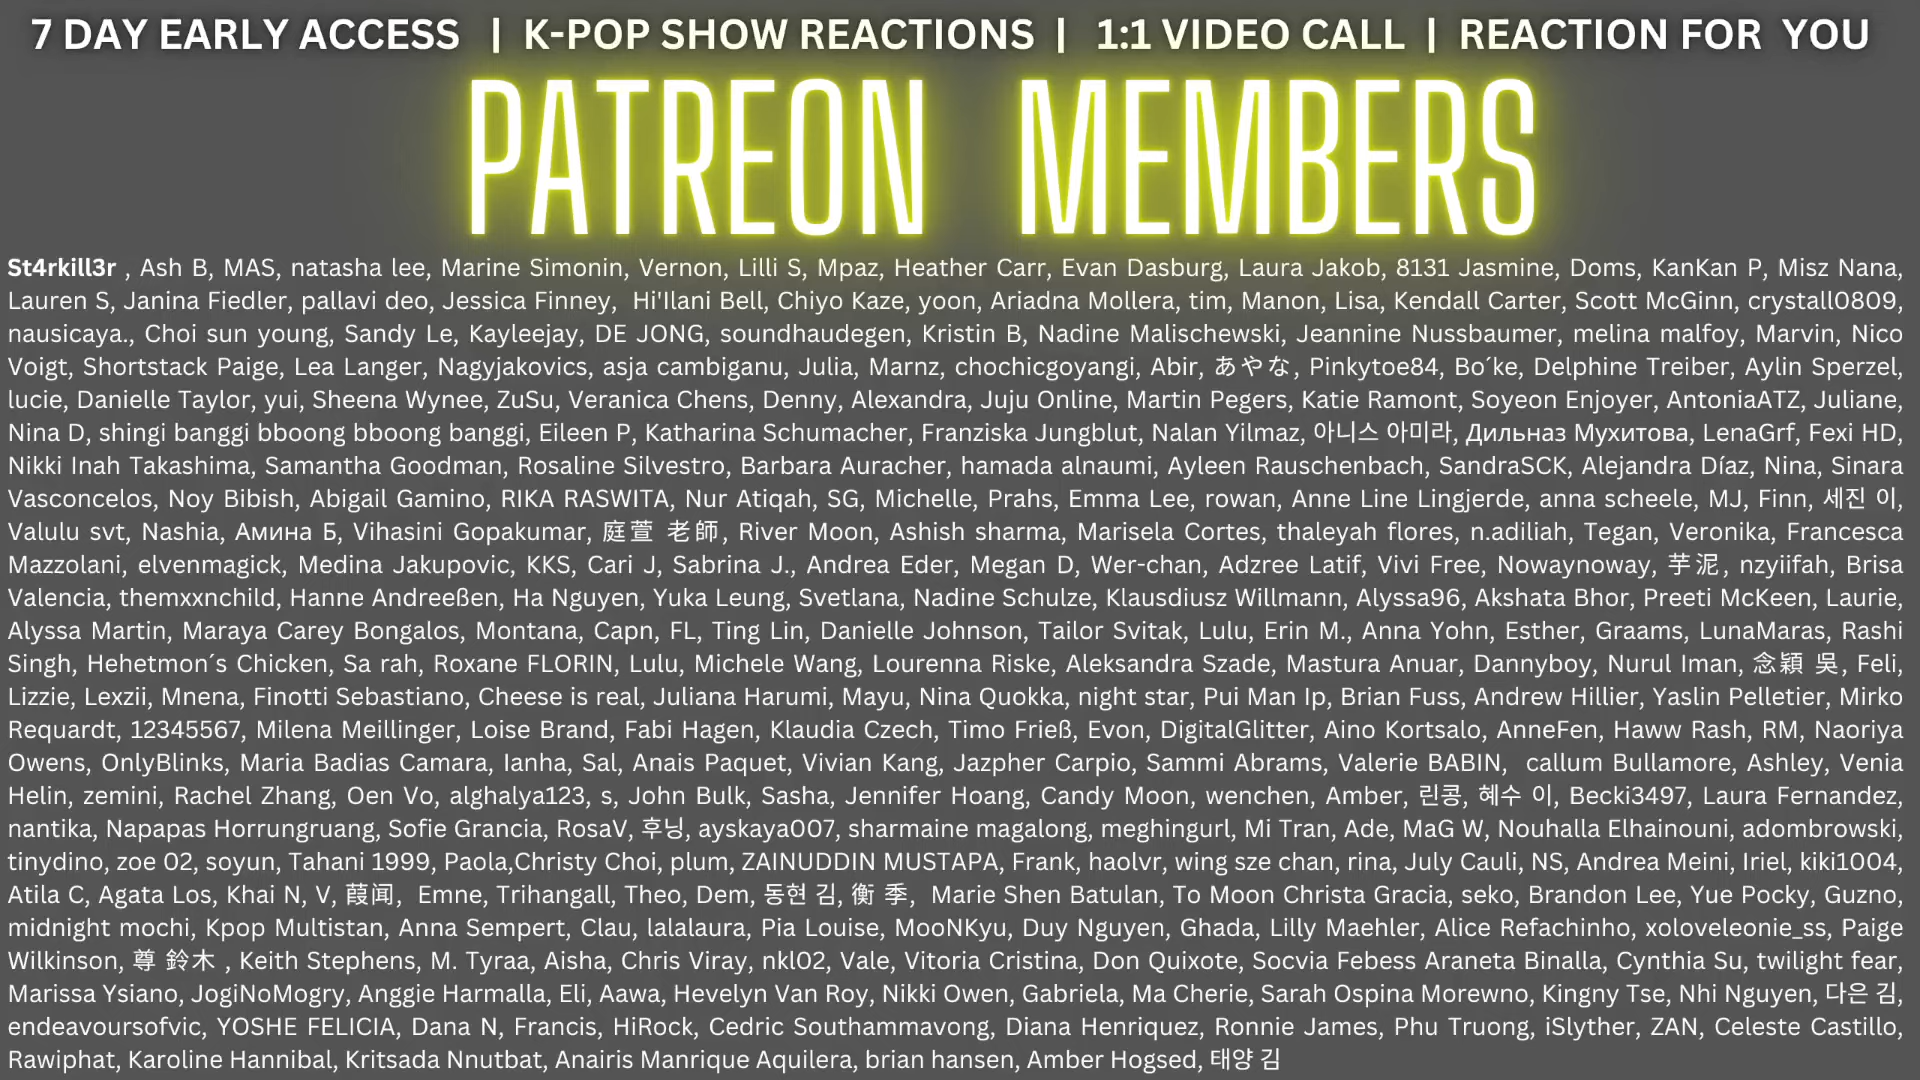 7 DAY EARLY ACCESS | K-POP SHOW REACTIONS | 1:1 VIDEO CALL | REACTION FOR YOU
PATREON MEMBERS
St4rkill3r , Ash B, MAS, natasha lee, Marine Simonin, Vernon, Lilli S, Mpaz, Heather Carr, Evan Dasburg, Laura Jakob, 8131 Jasmine, Doms, KanKan P, Misz Nana,
Lauren S, Janina Fiedler, pallavi deo, Jessica Finney, Hi'Ilani Bell, Chiyo Kaze, yoon, Ariadna Mollera, tim, Manon, Lisa, Kendall Carter, Scott McGinn, crystall0809,
nausicaya., Choi sun young, Sandy Le, Kayleejay, DE JONG, soundhaudegen, Kristin B, Nadine Malischewski, Jeannine Nussbaumer, melina malfoy, Marvin, Nico
Voigt, Shortstack Paige, Lea Langer, Nagyjakovics, asja cambiganu, Julia, Marnz, chochicgoyangi, Abir, あやな, Pinkytoe84, Bo´ke, Delphine Treiber, Aylin Sperzel,
lucie, Danielle Taylor, yui, Sheena Wynee, ZuSu, Veranica Chens, Denny, Alexandra, Juju Online, Martin Pegers, Katie Ramont, Soyeon Enjoyer, AntoniaATZ, Juliane,
Nina D, shingi banggi bboong bboong banggi, Eileen P, Katharina Schumacher, Franziska Jungblut, Nalan Yilmaz, 아니스 아미라, Дильназ Мухитова, LenaGrf, Fexi HD,
Nikki Inah Takashima, Samantha Goodman, Rosaline Silvestro, Barbara Auracher, hamada alnaumi, Ayleen Rauschenbach, SandraSCK, Alejandra Díaz, Nina, Sinara
Vasconcelos, Noy Bibish, Abigail Gamino, RIKA RASWITA, Nur Atiqah, SG, Michelle, Prahs, Emma Lee, rowan, Anne Line Lingjerde, anna scheele, MJ, Finn, 세진 이,
Valulu svt, Nashia, Амина Б, Vihasini Gopakumar, 庭萱 老師, River Moon, Ashish sharma, Marisela Cortes, thaleyah flores, n.adiliah, Tegan, Veronika, Francesca
Mazzolani, elvenmagick, Medina Jakupovic, KKS, Cari J, Sabrina J., Andrea Eder, Megan D, Wer-chan, Adzree Latif, Vivi Free, Nowaynoway, 芋泥, nzyiifah, Brisa
Valencia, themxxnchild, Hanne Andreeßen, Ha Nguyen, Yuka Leung, Svetlana, Nadine Schulze, Klausdiusz Willmann, Alyssa96, Akshata Bhor, Preeti McKeen, Laurie,
Alyssa Martin, Maraya Carey Bongalos, Montana, Capn, FL, Ting Lin, Danielle Johnson, Tailor Svitak, Lulu, Erin M., Anna Yohn, Esther, Graams, LunaMaras, Rashi
Singh, Hehetmon´s Chicken, Sa rah, Roxane FLORIN, Lulu, Michele Wang, Lourenna Riske, Aleksandra Szade, Mastura Anuar, Dannyboy, Nurul Iman, 念穎 吳, Feli,
Lizzie, Lexzii, Mnena, Finotti Sebastiano, Cheese is real, Juliana Harumi, Mayu, Nina Quokka, night star, Pui Man Ip, Brian Fuss, Andrew Hillier, Yaslin Pelletier, Mirko
Requardt, 12345567, Milena Meillinger, Loise Brand, Fabi Hagen, Klaudia Czech, Timo Frieß, Evon, DigitalGlitter, Aino Kortsalo, AnneFen, Haww Rash, RM, Naoriya
Owens, OnlyBlinks, Maria Badias Camara, Ianha, Sal, Anais Paquet, Vivian Kang, Jazpher Carpio, Sammi Abrams, Valerie BABIN, callum Bullamore, Ashley, Venia
Helin, zemini, Rachel Zhang, Oen Vo, alghalya123, s, John Bulk, Sasha, Jennifer Hoang, Candy Moon, wenchen, Amber, 린콩, 혜수 이, Becki3497, Laura Fernandez,
nantika, Napapas Horrungruang, Sofie Grancia, RosaV, 후닝, ayskaya007, sharmaine magalong, meghingurl, Mi Tran, Ade, MaG W, Nouhalla Elhainouni, adombrowski,
tinydino, zoe 02, soyun, Tahani 1999, Paola,Christy Choi, plum, ZAINUDDIN MUSTAPA, Frank, haolvr, wing sze chan, rina, July Cauli, NS, Andrea Meini, Iriel, kiki1004,
Atila C, Agata Los, Khai N, V, 葭闻, Emne, Trihangall, Theo, Dem, 동현 김, 衡 季, Marie Shen Batulan, To Moon Christa Gracia, seko, Brandon Lee, Yue Pocky, Guzno,
midnight mochi, Kpop Multistan, Anna Sempert, Clau, lalalaura, Pia Louise, MooNKyu, Duy Nguyen, Ghada, Lilly Maehler, Alice Refachinho, xoloveleonie_ss, Paige
Wilkinson, 尊 鈴木 , Keith Stephens, M. Tyraa, Aisha, Chris Viray, nkl02, Vale, Vitoria Cristina, Don Quixote, Socvia Febess Araneta Binalla, Cynthia Su, twilight fear,
Marissa Ysiano, JogiNoMogry, Anggie Harmalla, Eli, Aawa, Hevelyn Van Roy, Nikki Owen, Gabriela, Ma Cherie, Sarah Ospina Morewno, Kingny Tse, Nhi Nguyen, 다은 김,
endeavoursofvic, YOSHE FELICIA, Dana N, Francis, HiRock, Cedric Southammavong, Diana Henriquez, Ronnie James, Phu Truong, iSlyther, ZAN, Celeste Castillo,
Rawiphat, Karoline Hannibal, Kritsada Nnutbat, Anairis Manrique Aquilera, brian hansen, Amber Hogsed, 태양 김